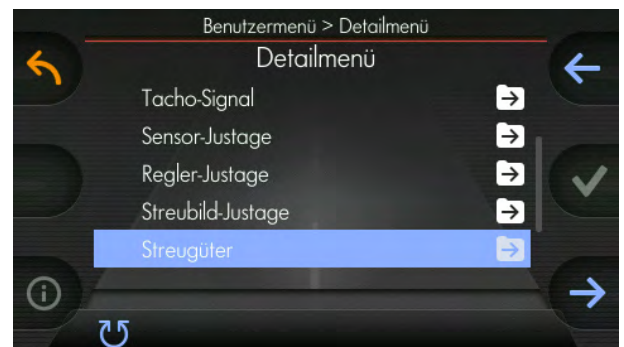 Benutzermenü > Detailmenü
Detailmenü
Tacho-Signal
Sensor-Justage
Regler-Justage
Streubild-Justage
Streugüter